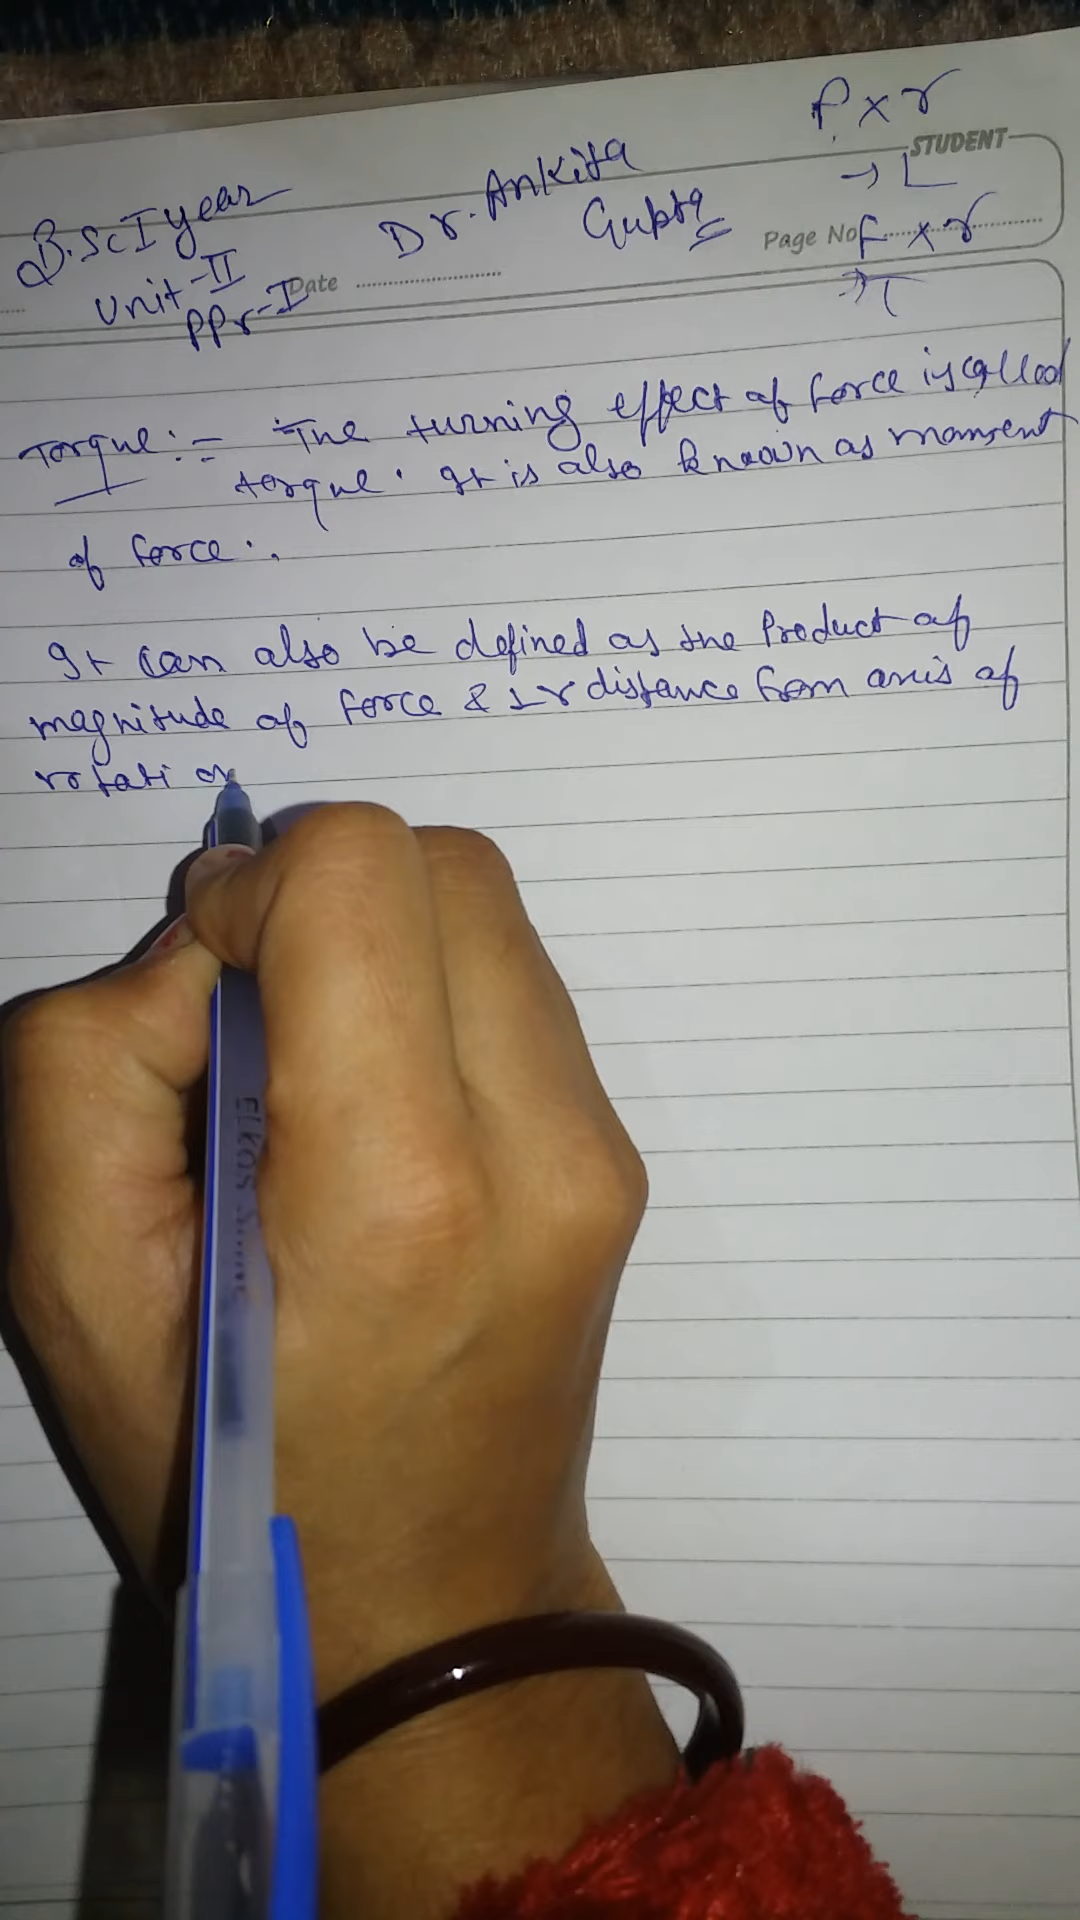 P × r
STUDENT
→ L
B.Sc I year
Dr. Ankita
Gupta
Page No. F × r
Unit-II
Date
PPr-I
→ τ
Torque :- The turning effect of force is called
torque. It is also known as moment
of force.
It can also be defined as the Product of
magnitude of force & ⊥r distance from axis of
rotation
ELKOS